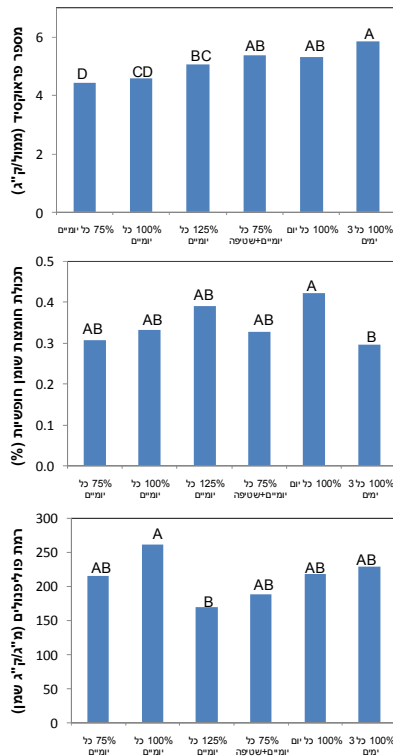 מספר פראוקסיד (ממול/ק"ג)
6
4
2
0
D
CD
BC
AB
AB
A
75% כל יומיים
100% כל
יומיים
125% כל
יומיים
75% כל
יומיים+שטיפה
100% כל יום
100% כל 3
ימים
תכולת חומצות שומן חופשיות (%)
0.5
0.4
0.3
0.2
0.1
0.0
AB
AB
AB
AB
A
B
75% כל
יומיים
100% כל
יומיים
125% כל
יומיים
75% כל
יומיים+שטיפה
100% כל יום
100% כל 3
ימים
רמת פוליפנולים (מ"ג/ק"ג שמן)
300
250
200
150
100
50
0
AB
A
B
AB
AB
AB
75% כל
יומיים
100% כל
יומיים
125% כל
יומיים
75% כל
יומיים+שטיפה
100% כל יום
100% כל 3
ימים